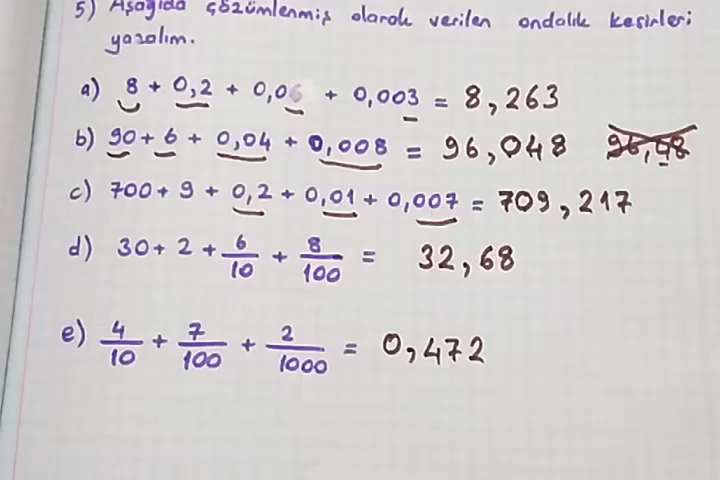 5) Aşağıda çözümlenmiş olarak verilen ondalık kesirleri
yazalım.
a) 8 + 0,2 + 0,06 + 0,003 = 8,263
b) 90 + 6 + 0,04 + 0,008 = 96,048 96,48
c) 700 + 9 + 0,2 + 0,01 + 0,007 = 709,217
d) 30 + 2 + 6/10 + 8/100 = 32,68
e) 4/10 + 7/100 + 2/1000 = 0,472